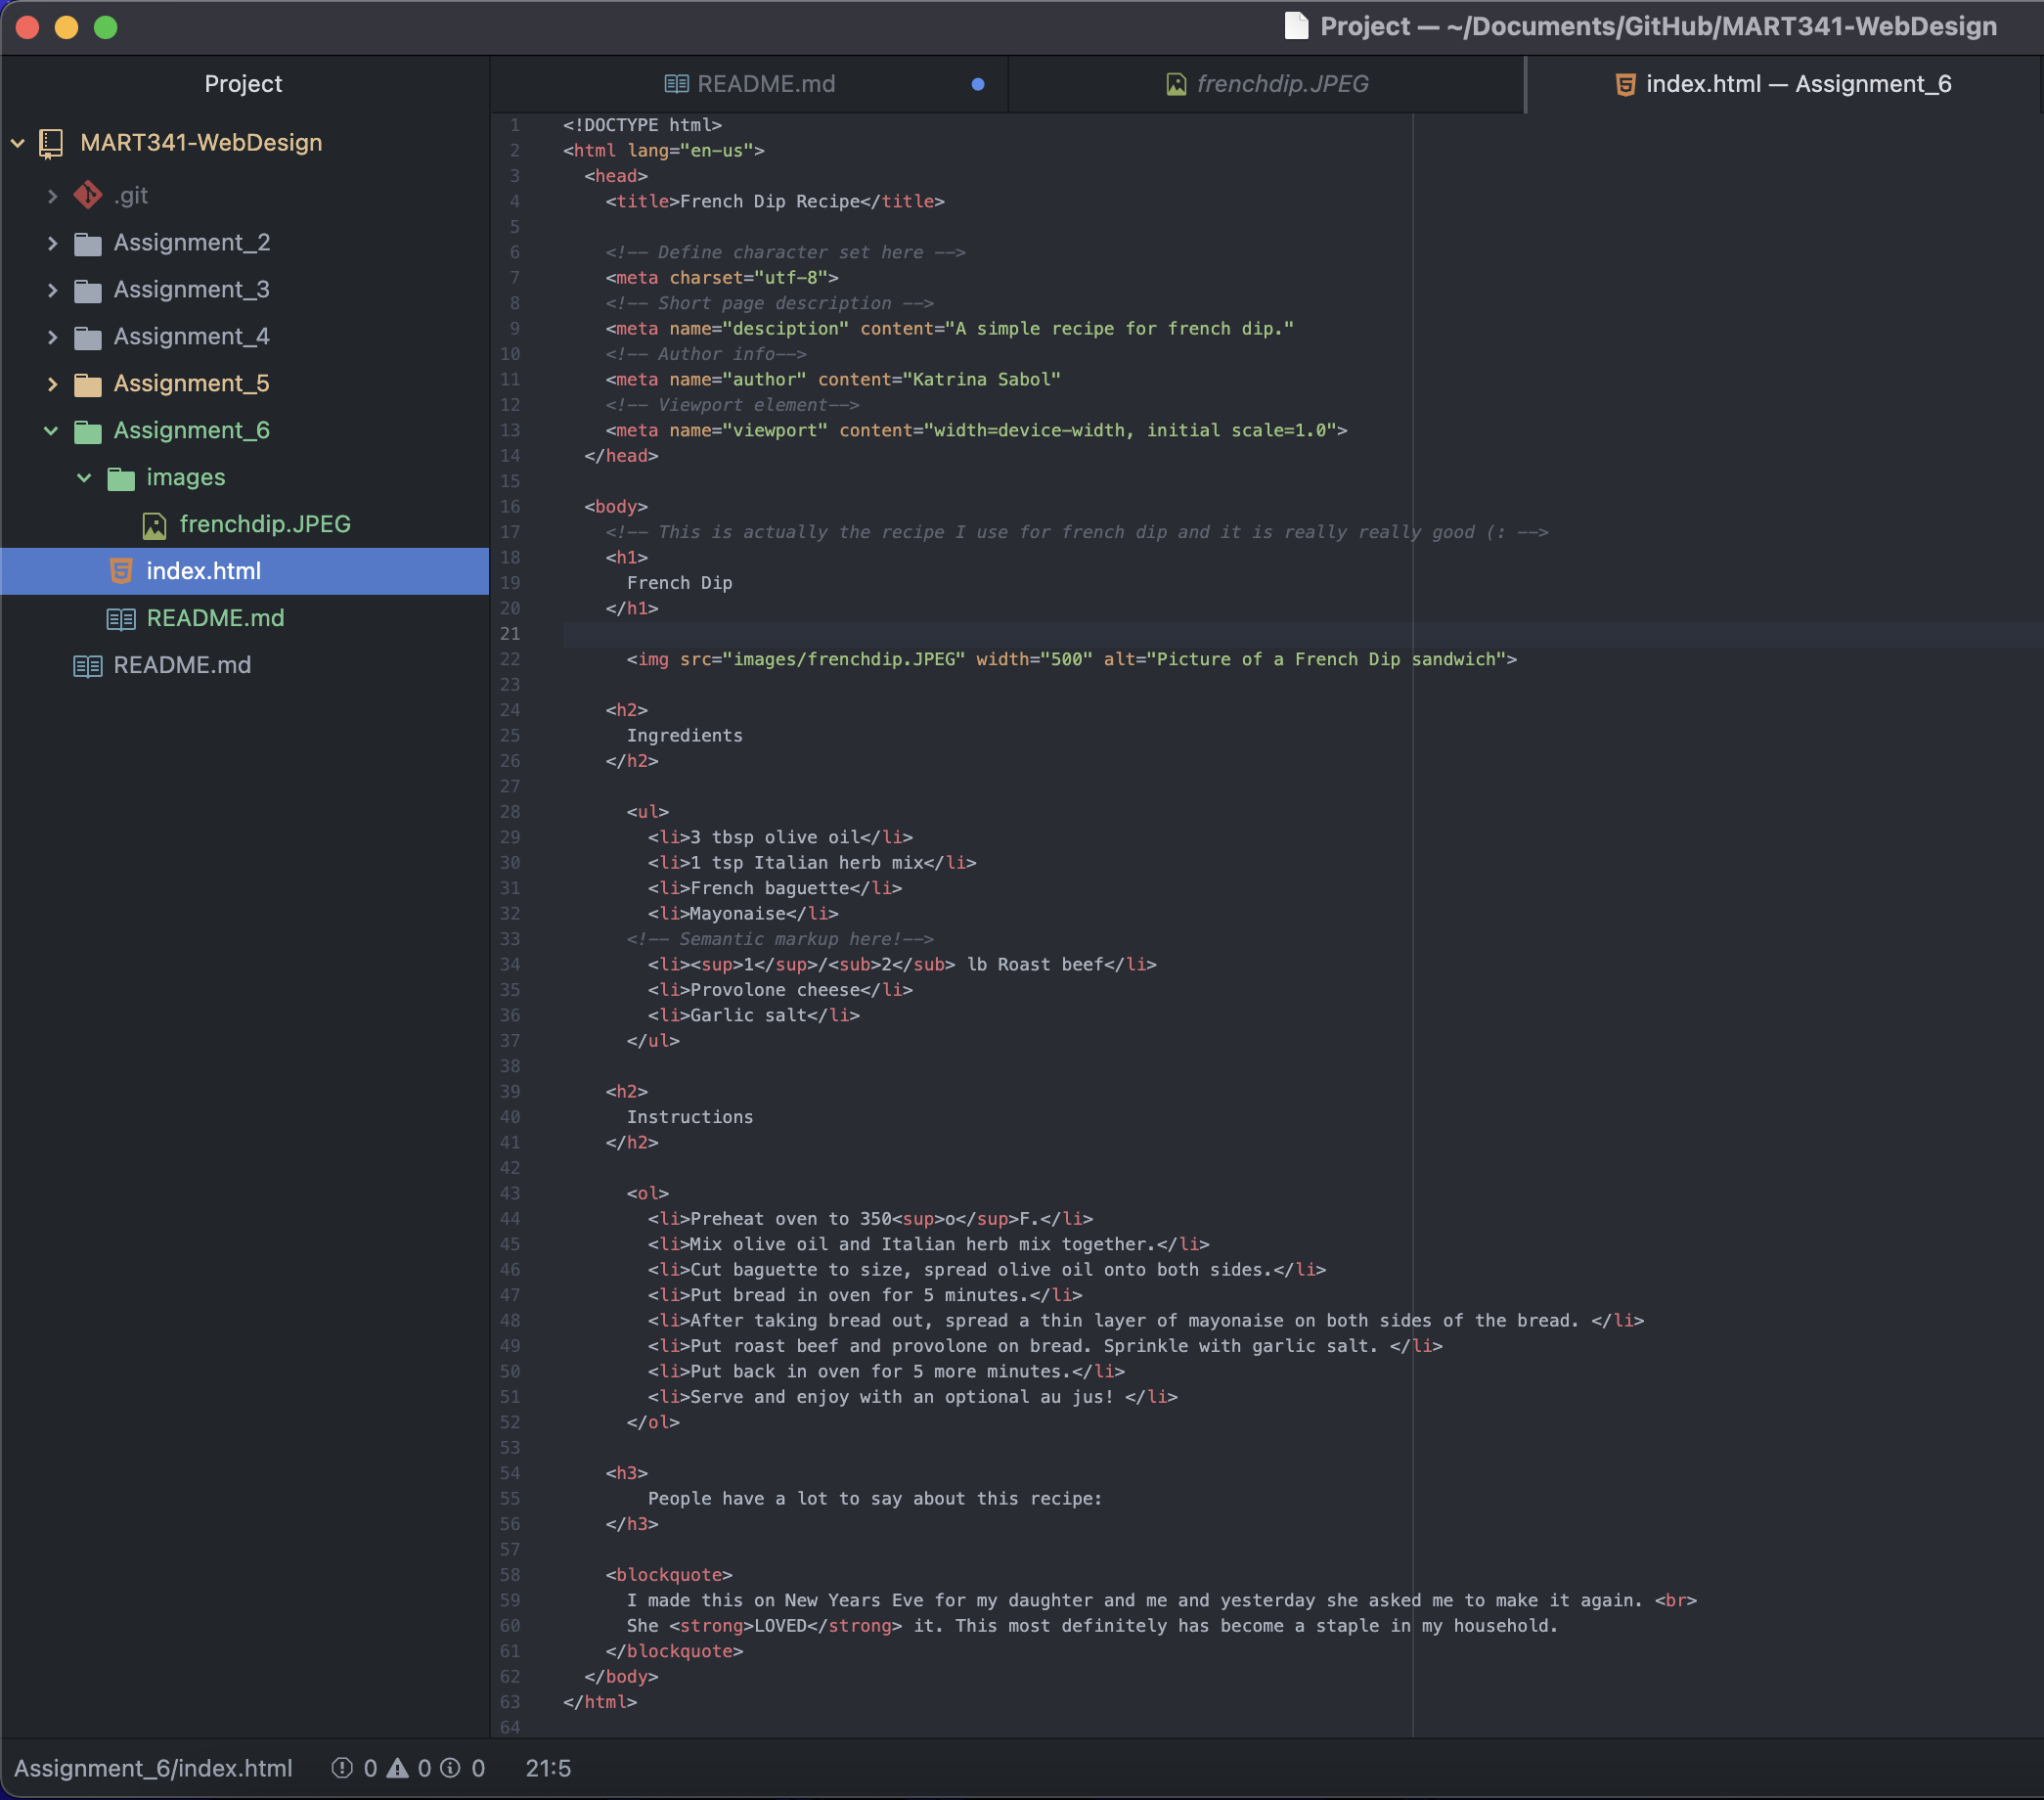 Project — ~/Documents/GitHub/MART341-WebDesign
Project
README.md
frenchdip.JPEG
index.html — Assignment_6
MART341-WebDesign
.git
Assignment_2
Assignment_3
Assignment_4
Assignment_5
Assignment_6
images
frenchdip.JPEG
index.html
README.md
README.md
1 <!DOCTYPE html>
2 <html lang="en-us">
3 <head>
4 <title>French Dip Recipe</title>
5
6 <!-- Define character set here -->
7 <meta charset="utf-8">
8 <!-- Short page description -->
9 <meta name="desciption" content="A simple recipe for french dip."
10 <!-- Author info-->
11 <meta name="author" content="Katrina Sabol"
12 <!-- Viewport element-->
13 <meta name="viewport" content="width=device-width, initial scale=1.0">
14 </head>
15
16 <body>
17 <!-- This is actually the recipe I use for french dip and it is really really good (: -->
18 <h1>
19 French Dip
20 </h1>
21
22 <img src="images/frenchdip.JPEG" width="500" alt="Picture of a French Dip sandwich">
23
24 <h2>
25 Ingredients
26 </h2>
27
28 <ul>
29 <li>3 tbsp olive oil</li>
30 <li>1 tsp Italian herb mix</li>
31 <li>French baguette</li>
32 <li>Mayonaise</li>
33 <!-- Semantic markup here!-->
34 <li><sup>1</sup>/<sub>2</sub> lb Roast beef</li>
35 <li>Provolone cheese</li>
36 <li>Garlic salt</li>
37 </ul>
38
39 <h2>
40 Instructions
41 </h2>
42
43 <ol>
44 <li>Preheat oven to 350<sup>o</sup>F.</li>
45 <li>Mix olive oil and Italian herb mix together.</li>
46 <li>Cut baguette to size, spread olive oil onto both sides.</li>
47 <li>Put bread in oven for 5 minutes.</li>
48 <li>After taking bread out, spread a thin layer of mayonaise on both sides of the bread. </li>
49 <li>Put roast beef and provolone on bread. Sprinkle with garlic salt. </li>
50 <li>Put back in oven for 5 more minutes.</li>
51 <li>Serve and enjoy with an optional au jus! </li>
52 </ol>
53
54 <h3>
55 People have a lot to say about this recipe:
56 </h3>
57
58 <blockquote>
59 I made this on New Years Eve for my daughter and me and yesterday she asked me to make it again. <br>
60 She <strong>LOVED</strong> it. This most definitely has become a staple in my household.
61 </blockquote>
62 </body>
63 </html>
64
Assignment_6/index.html 0 0 0 21:5